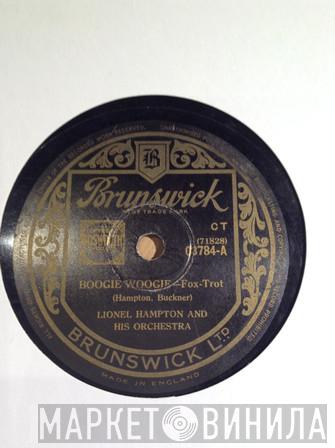 Brunswick
TRADE MARK
CT
(71828)
03784-A
BOOGIE WOOGIE—Fox-Trot
(Hampton, Buckner)
LIONEL HAMPTON AND
HIS ORCHESTRA
BRUNSWICK LTD
MADE IN ENGLAND
МАРКЕТ ВИНИЛА